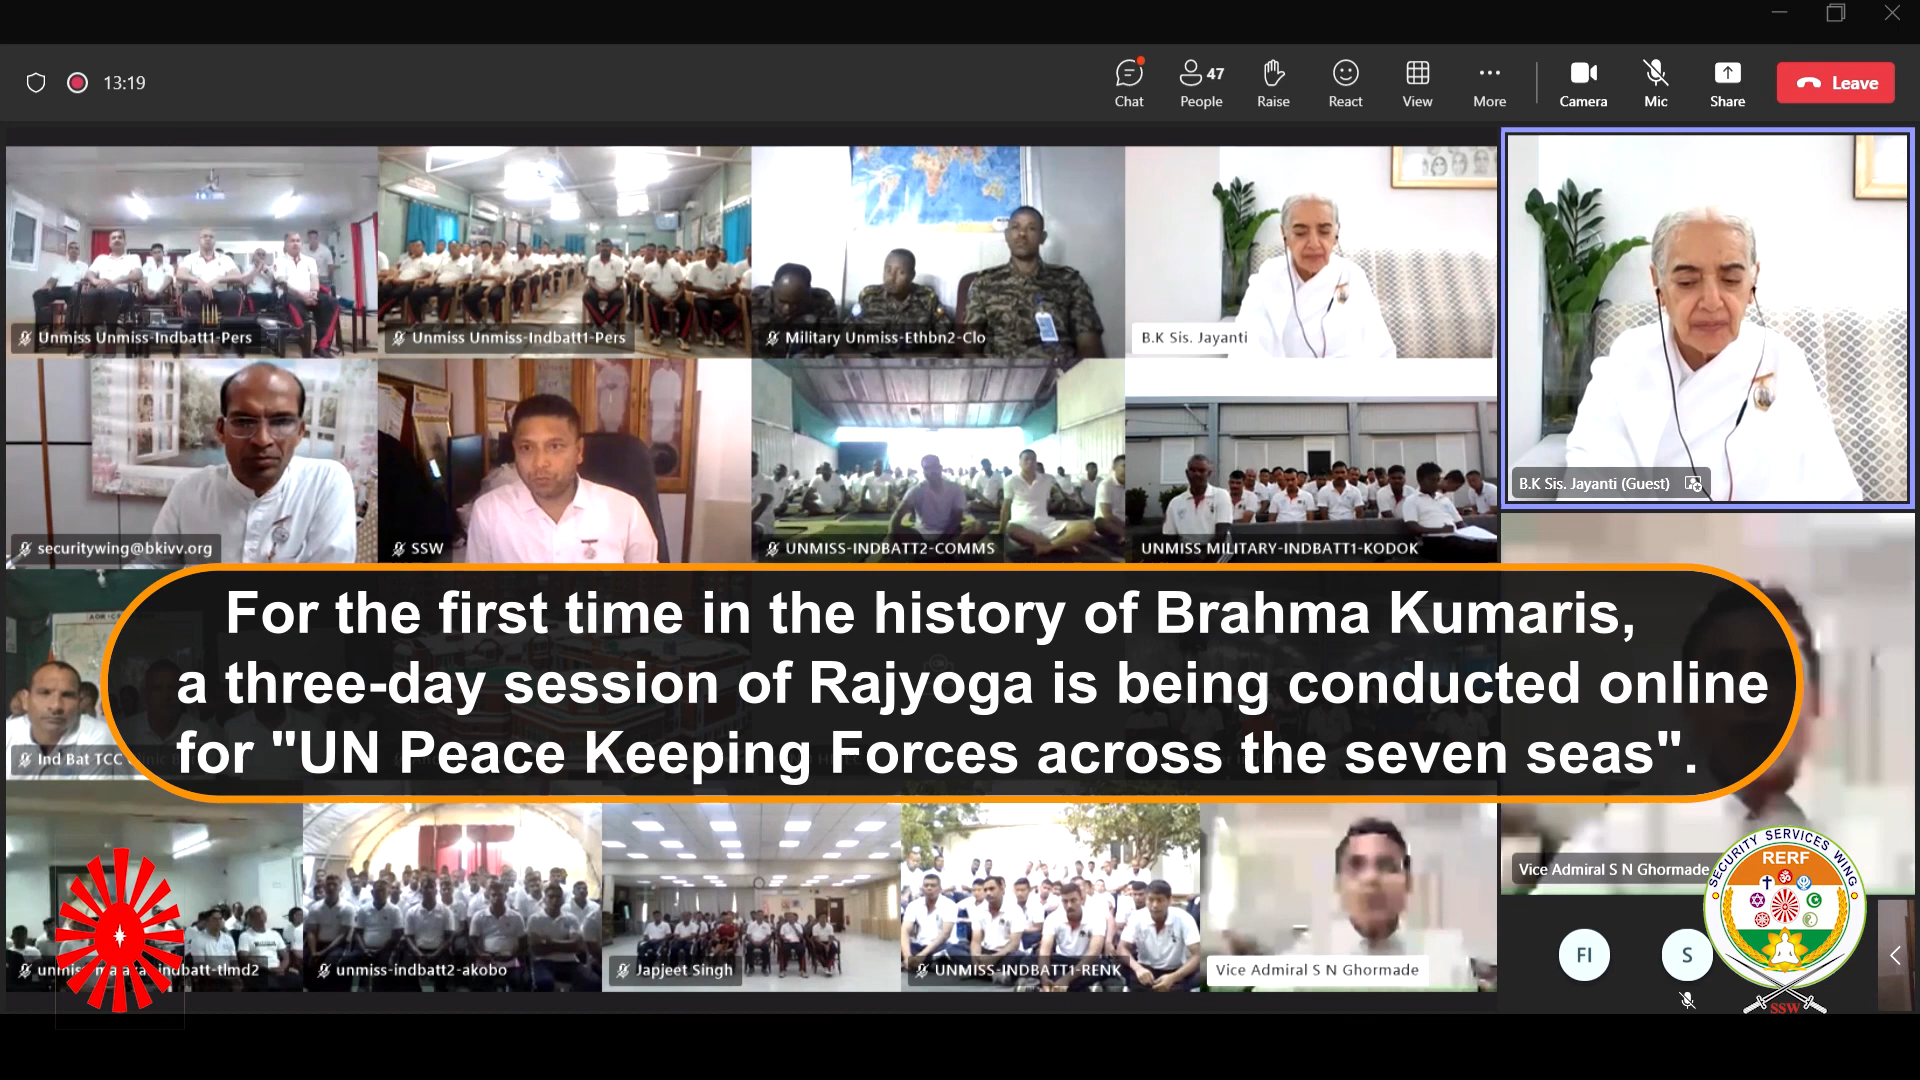 13:19
Chat
47
People
Raise
React
View
More
Camera
Mic
Share
Leave
Unmiss Unmiss-Indbatt1-Pers
Unmiss Unmiss-Indbatt1-Pers
Military Unmiss-Ethbn2-Clo
B.K Sis. Jayanti
B.K Sis. Jayanti (Guest)
securitywing@bkivv.org
SSW
UNMISS-INDBATT2-COMMS
UNMISS MILITARY-INDBATT1-KODOK
For the first time in the history of Brahma Kumaris,
a three-day session of Rajyoga is being conducted online
for "UN Peace Keeping Forces across the seven seas".
Ind Bat TCC
indbatt-tlmd2
unmiss-indbatt2-akobo
Japjeet Singh
UNMISS-INDBATT1-RENK
Vice Admiral S N Ghormade
Vice Admiral S N Ghormade
FI
S
SECURITY SERVICES WING
RERF
SSW